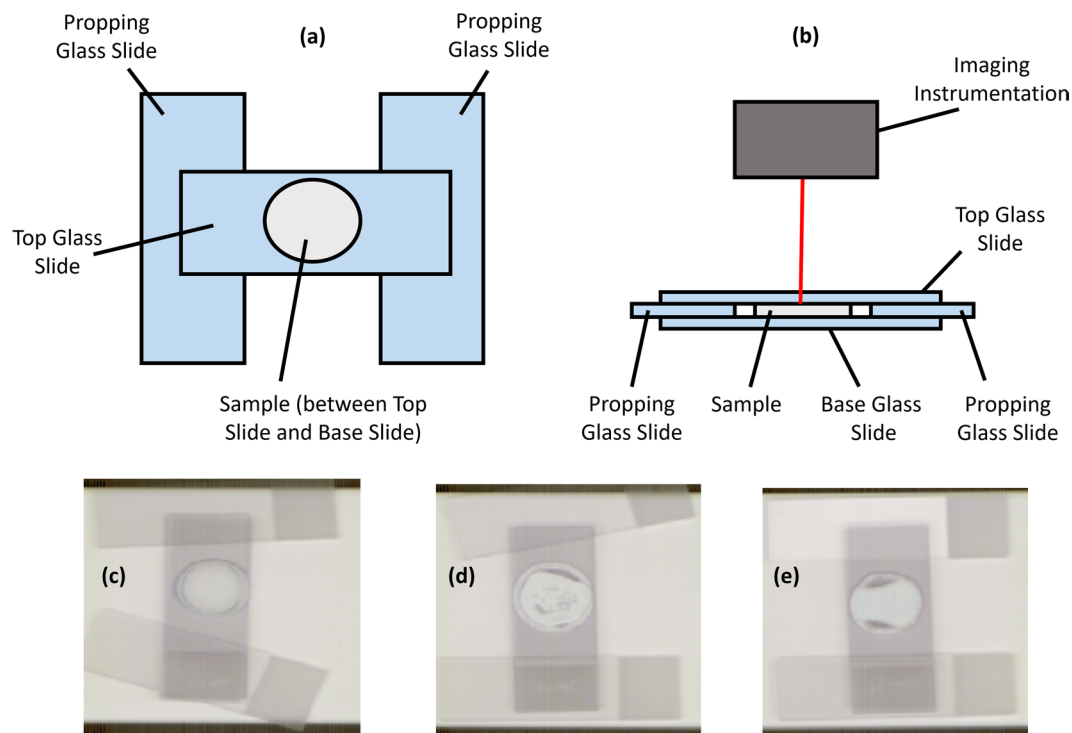 (a)
Propping
Glass Slide
Propping
Glass Slide
Top Glass
Slide
Sample (between Top
Slide and Base Slide)
(b)
Imaging
Instrumentation
Top Glass
Slide
Propping
Glass Slide
Sample
Base Glass
Slide
Propping
Glass Slide
(c)
(d)
(e)